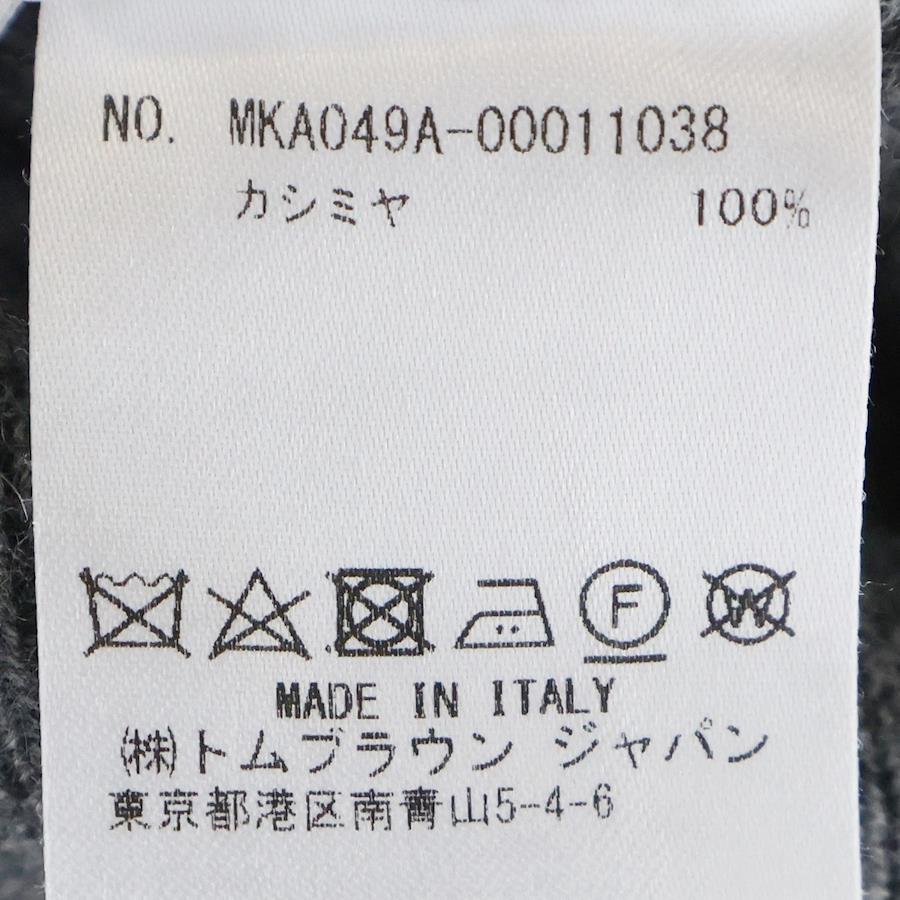 NO. MKA049A-00011038
カシミヤ 100%
F W
MADE IN ITALY
㈱トムブラウン ジャパン
東京都港区南青山5-4-6